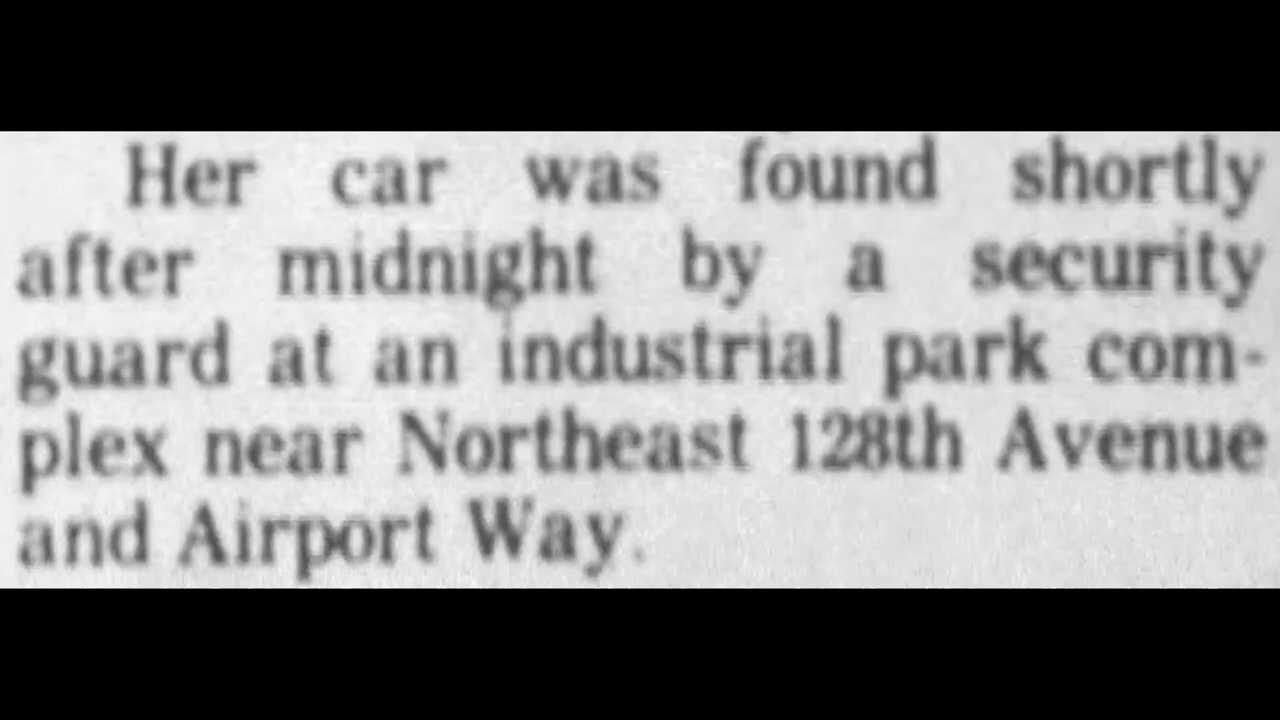 Her car was found shortly
after midnight by a security
guard at an industrial park com-
plex near Northeast 128th Avenue
and Airport Way.